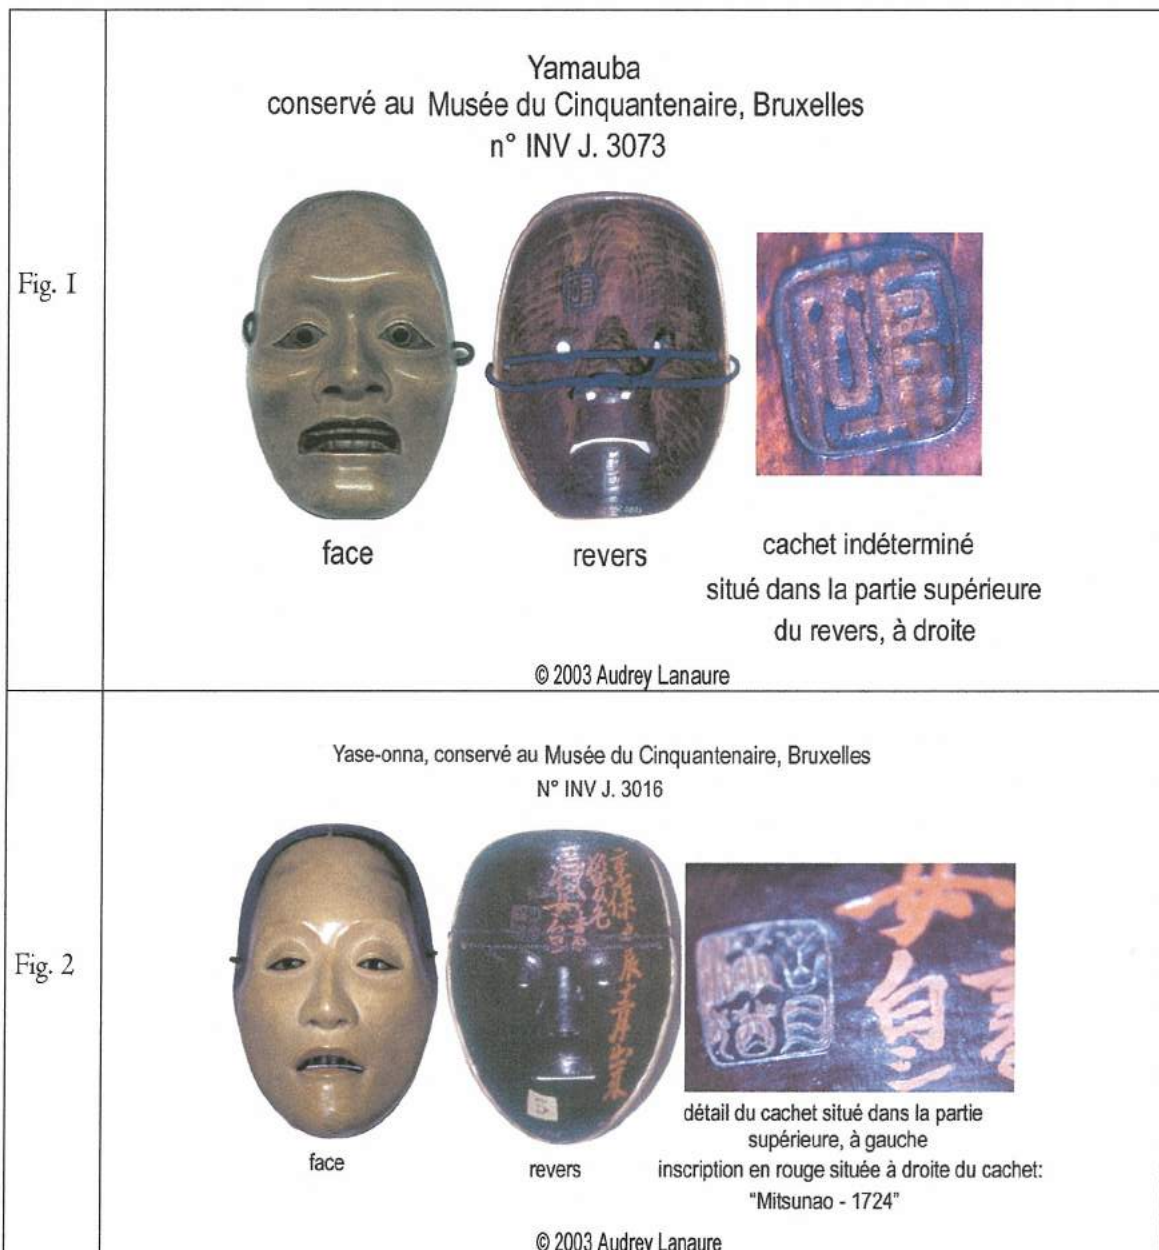 Fig. 1
Yamauba
conservé au Musée du Cinquantenaire, Bruxelles
n° INV J. 3073
face
revers
cachet indéterminé
situé dans la partie supérieure
du revers, à droite
© 2003 Audrey Lanaure
Fig. 2
Yase-onna, conservé au Musée du Cinquantenaire, Bruxelles
N° INV J. 3016
女
自
face
revers
détail du cachet situé dans la partie
supérieure, à gauche
inscription en rouge située à droite du cachet:
"Mitsunao - 1724"
© 2003 Audrey Lanaure